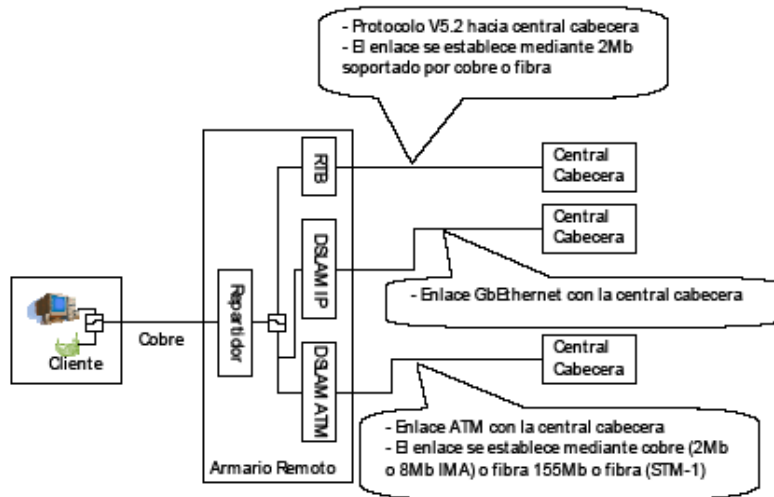 - Protocolo V5.2 hacia central cabecera
- El enlace se establece mediante 2Mb
soportado por cobre o fibra
RTB
Central
Cabecera
DSLAM IP
Central
Cabecera
- Enlace GbEthernet con la central cabecera
Repartidor
Cobre
Cliente
DSLAM ATM
Central
Cabecera
- Enlace ATM con la central cabecera
- El enlace se establece mediante cobre (2Mb
o 8Mb IMA) o fibra 155Mb o fibra (STM-1)
Armario Remoto